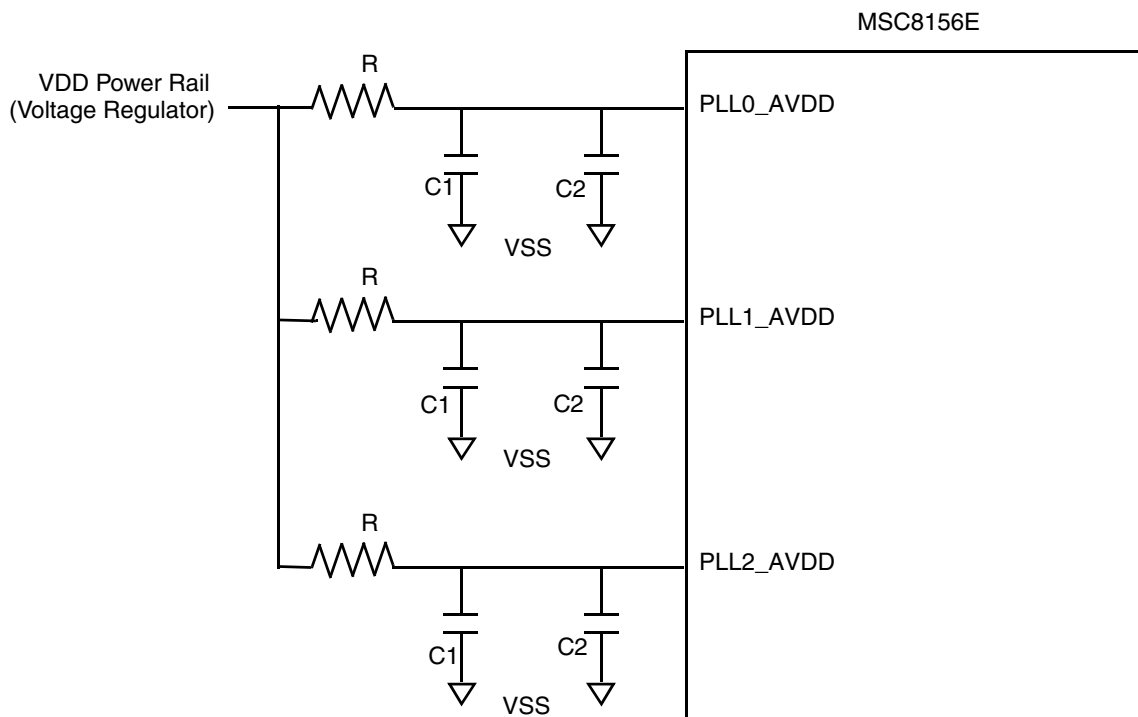 MSC8156E
VDD Power Rail
(Voltage Regulator)
R
PLL0_AVDD
C1
C2
VSS
R
PLL1_AVDD
C1
C2
VSS
R
PLL2_AVDD
C1
C2
VSS